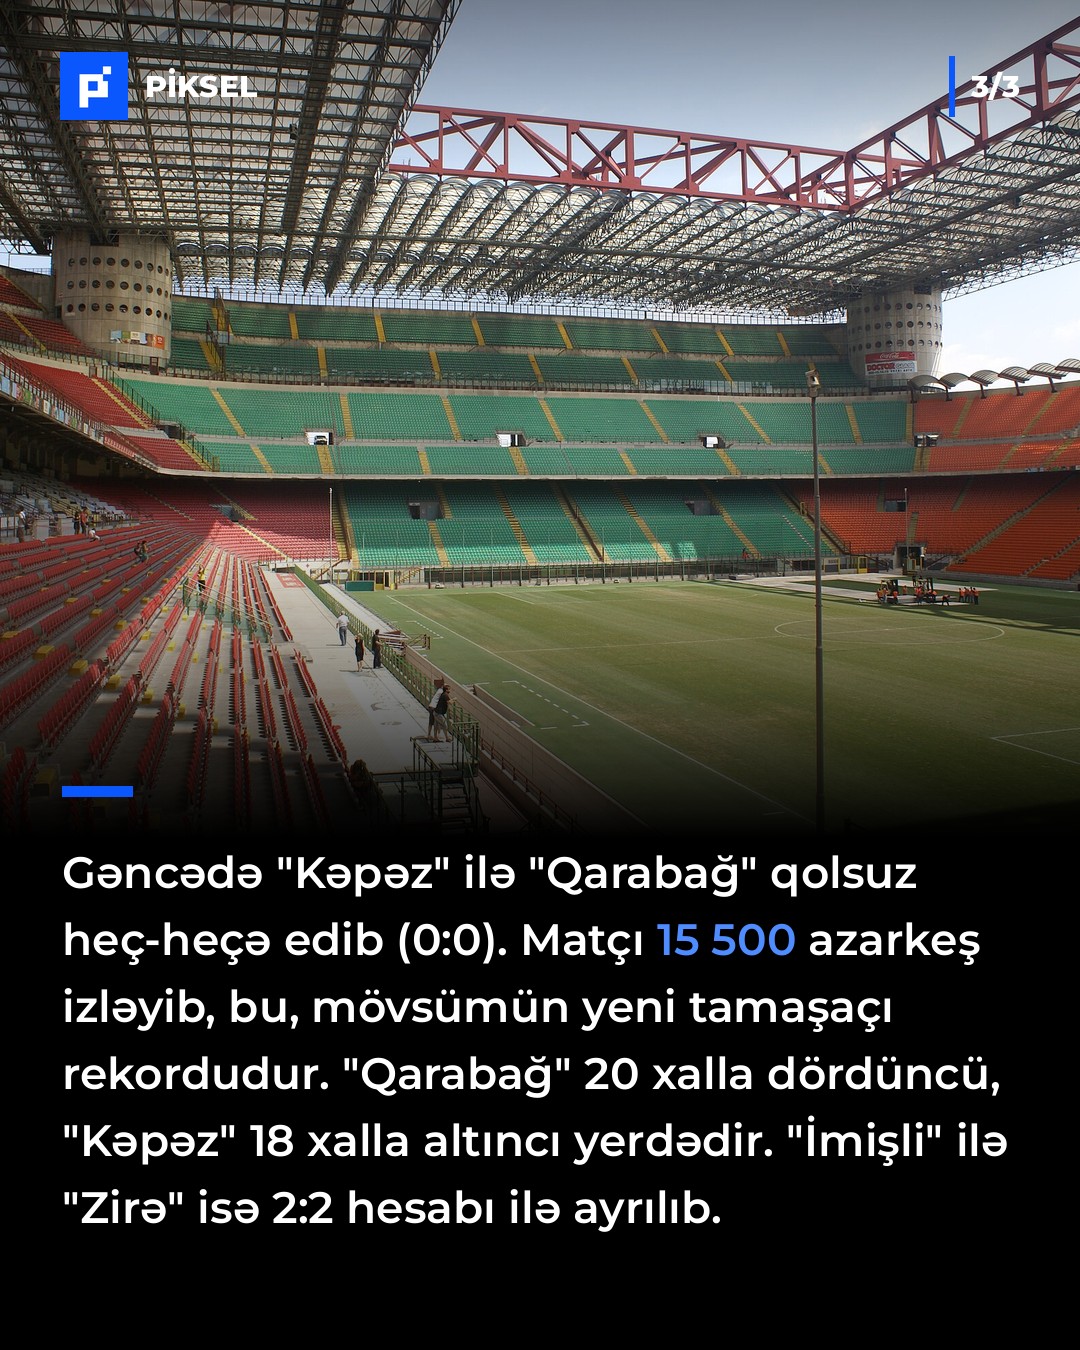 PİKSEL
3/3
Gəncədə "Kəpəz" ilə "Qarabağ" qolsuz
heç-heçə edib (0:0). Matçı 15 500 azarkeş
izləyib, bu, mövsümün yeni tamaşaçı
rekordudur. "Qarabağ" 20 xalla dördüncü,
"Kəpəz" 18 xalla altıncı yerdədir. "İmişli" ilə
"Zirə" isə 2:2 hesabı ilə ayrılıb.